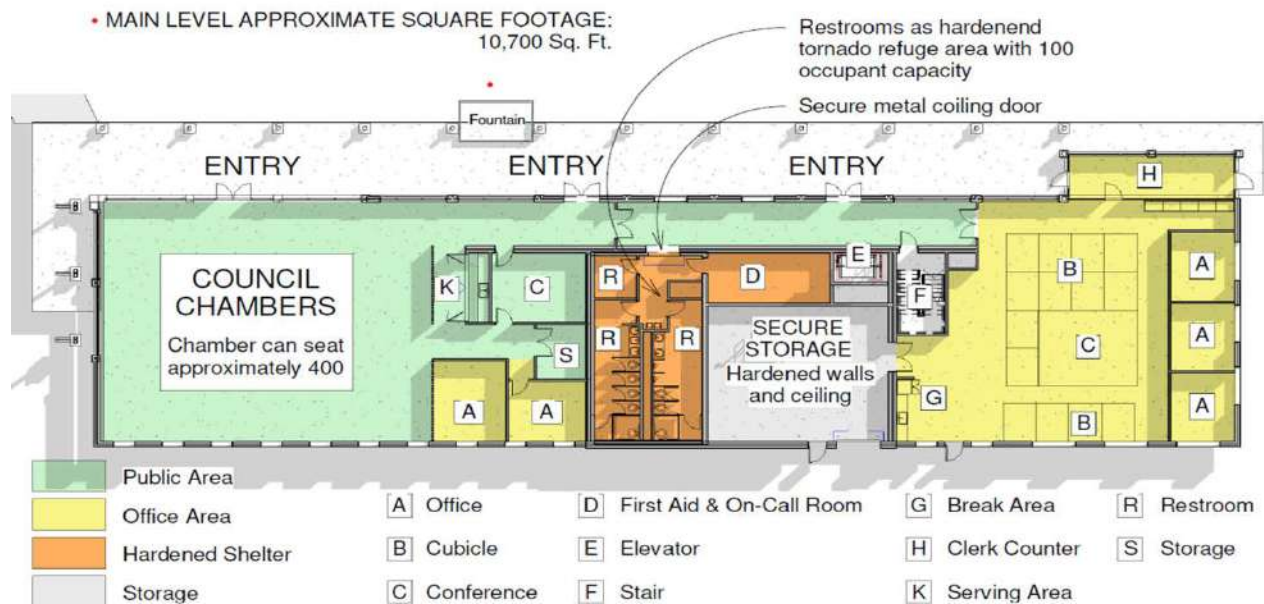 • MAIN LEVEL APPROXIMATE SQUARE FOOTAGE:
10,700 Sq. Ft.
Restrooms as hardenend
tornado refuge area with 100
occupant capacity
Secure metal coiling door
Fountain
ENTRY
ENTRY
ENTRY
H
COUNCIL
CHAMBERS
Chamber can seat
approximately 400
K
C
S
A
A
R
R
R
D
E
F
SECURE
STORAGE
Hardened walls
and ceiling
G
B
C
B
A
A
A
Public Area
Office Area
Hardened Shelter
Storage
A Office
B Cubicle
C Conference
D First Aid & On-Call Room
E Elevator
F Stair
G Break Area
H Clerk Counter
K Serving Area
R Restroom
S Storage